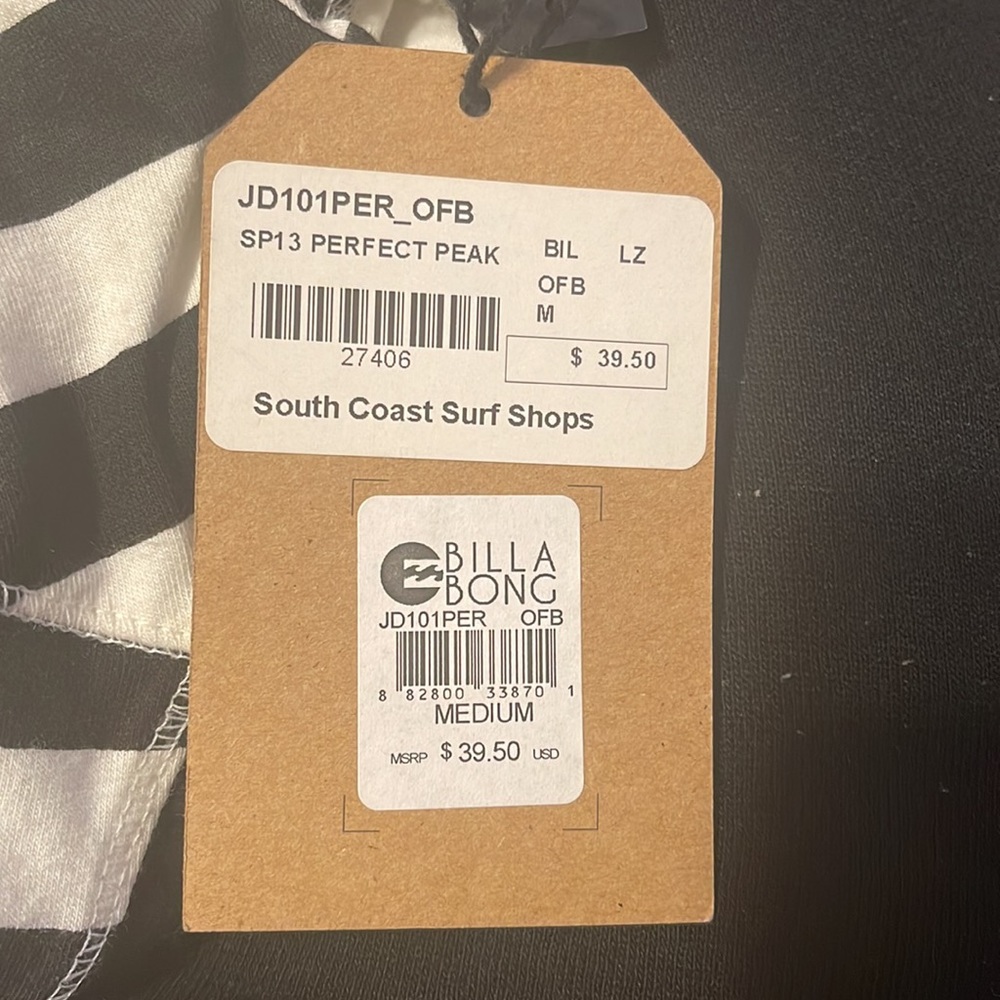 JD101PER_OFB
SP13 PERFECT PEAK BIL LZ
OFB
M
27406
$ 39.50
South Coast Surf Shops
BILLA
BONG
JD101PER OFB
8 82800 33870 1
MEDIUM
MSRP $ 39.50 USD